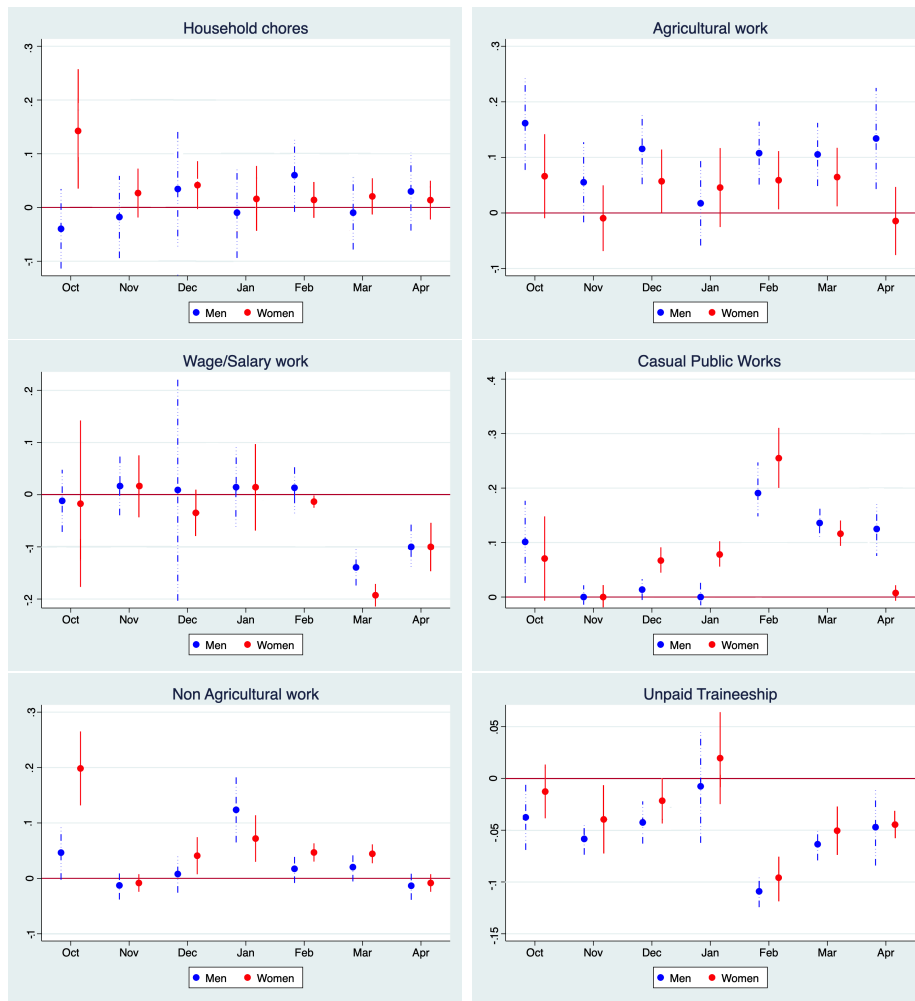 Household chores
.3
.2
.1
0
-.1
Oct Nov Dec Jan Feb Mar Apr
Men Women
Agricultural work
.3
.2
.1
0
-.1
Oct Nov Dec Jan Feb Mar Apr
Men Women
Wage/Salary work
.2
.1
0
-.1
-.2
Oct Nov Dec Jan Feb Mar Apr
Men Women
Casual Public Works
.4
.3
.2
.1
0
Oct Nov Dec Jan Feb Mar Apr
Men Women
Non Agricultural work
.3
.2
.1
0
-.1
Oct Nov Dec Jan Feb Mar Apr
Men Women
Unpaid Traineeship
.05
0
-.05
-.1
-.15
Oct Nov Dec Jan Feb Mar Apr
Men Women